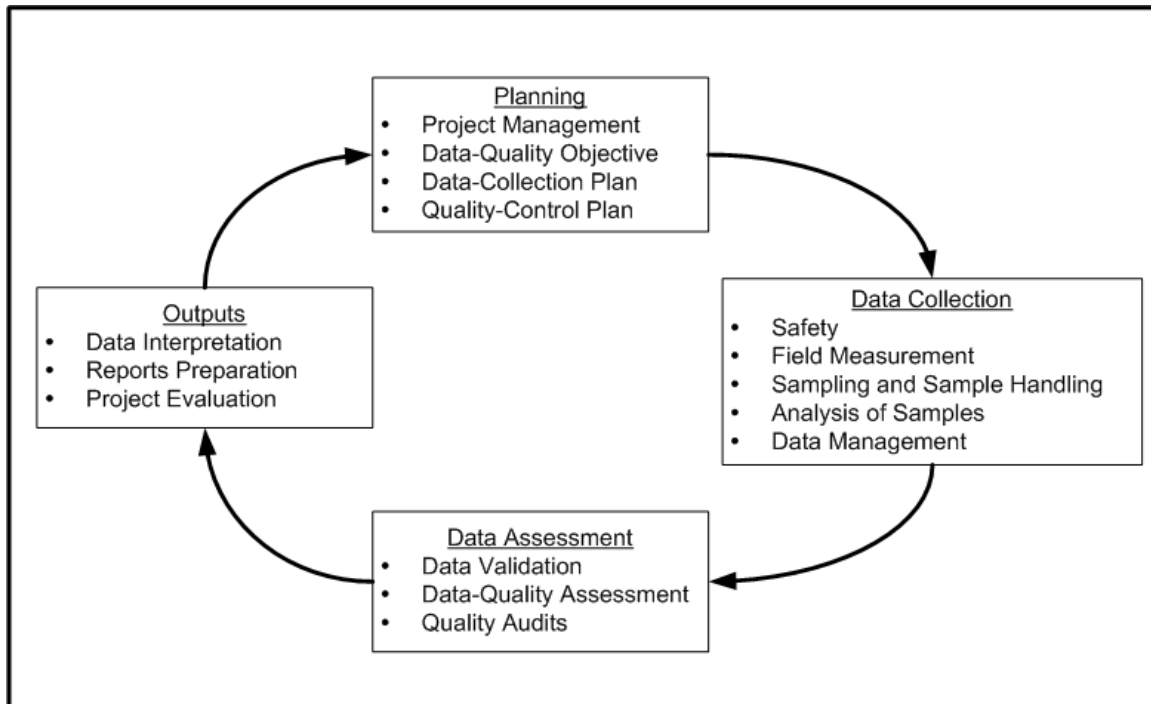 Planning
• Project Management
• Data-Quality Objective
• Data-Collection Plan
• Quality-Control Plan
Data Collection
• Safety
• Field Measurement
• Sampling and Sample Handling
• Analysis of Samples
• Data Management
Data Assessment
• Data Validation
• Data-Quality Assessment
• Quality Audits
Outputs
• Data Interpretation
• Reports Preparation
• Project Evaluation